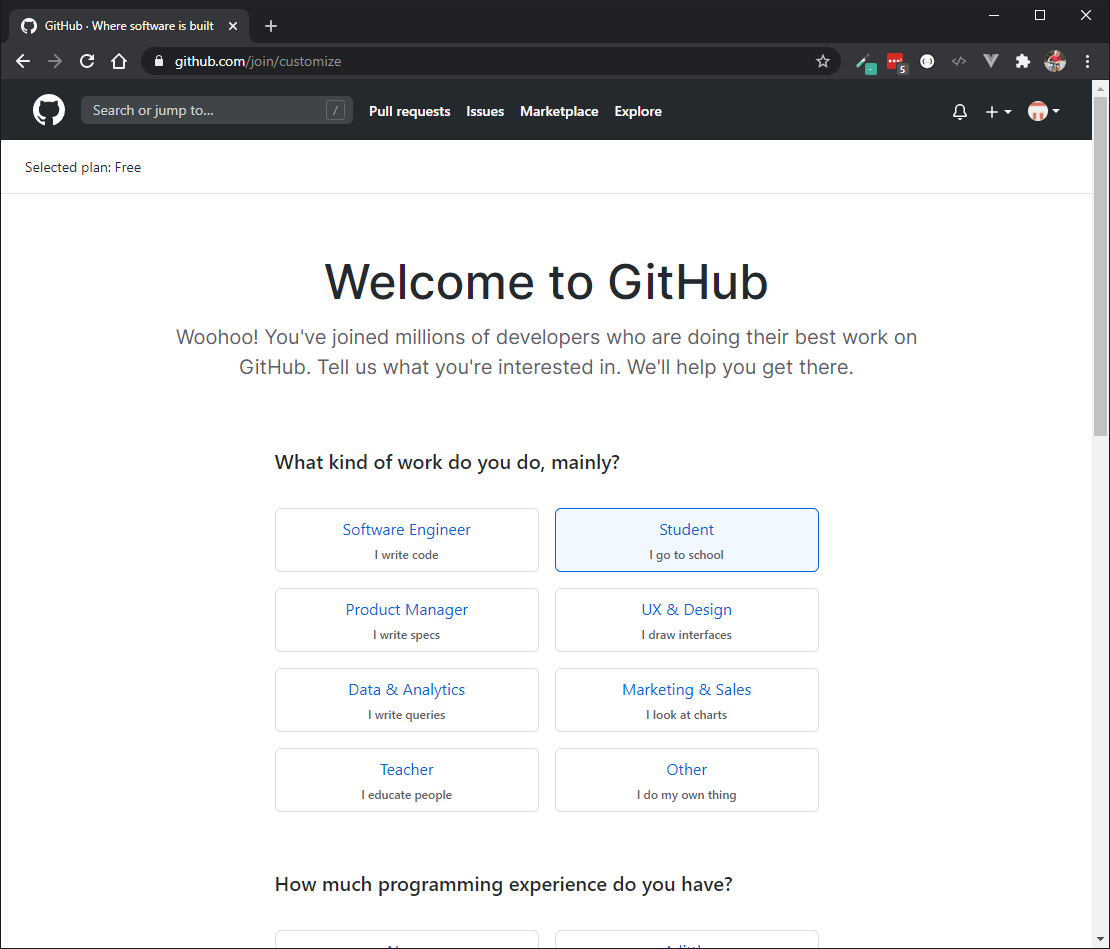 GitHub · Where software is built
github.com/join/customize
5
Search or jump to...
/
Pull requests
Issues
Marketplace
Explore
Selected plan: Free
Welcome to GitHub
Woohoo! You've joined millions of developers who are doing their best work on
GitHub. Tell us what you're interested in. We'll help you get there.
What kind of work do you do, mainly?
Software Engineer
I write code
Student
I go to school
Product Manager
I write specs
UX & Design
I draw interfaces
Data & Analytics
I write queries
Marketing & Sales
I look at charts
Teacher
I educate people
Other
I do my own thing
How much programming experience do you have?